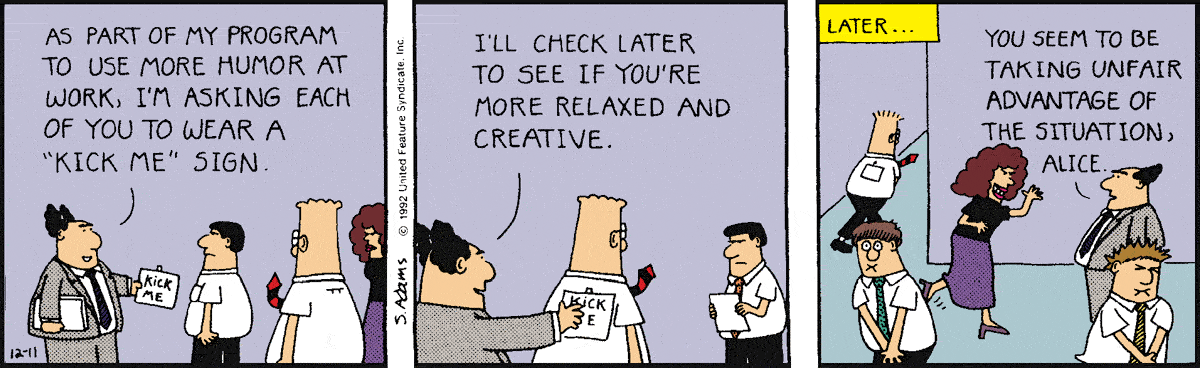 AS PART OF MY PROGRAM
TO USE MORE HUMOR AT
WORK, I'M ASKING EACH
OF YOU TO WEAR A
"KICK ME" SIGN.
KICK
ME
12-11
S. Adams
© 1992 United Feature Syndicate, Inc.
I'LL CHECK LATER
TO SEE IF YOU'RE
MORE RELAXED AND
CREATIVE.
KICK
E
LATER...
YOU SEEM TO BE
TAKING UNFAIR
ADVANTAGE OF
THE SITUATION,
ALICE.